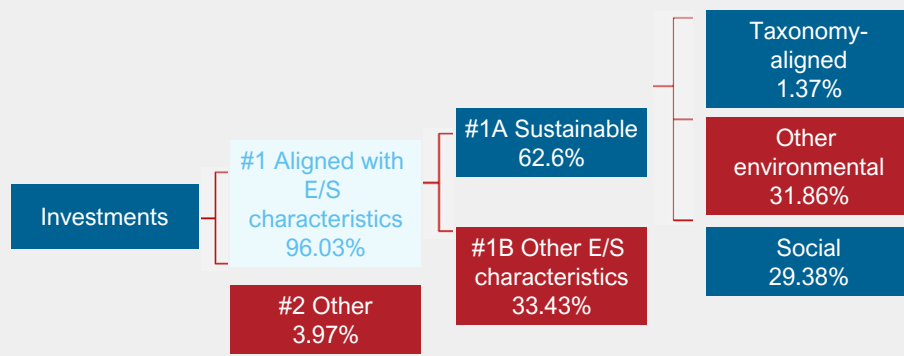 Investments
#1 Aligned with
E/S
characteristics
96.03%
#2 Other
3.97%
#1A Sustainable
62.6%
#1B Other E/S
characteristics
33.43%
Taxonomy-
aligned
1.37%
Other
environmental
31.86%
Social
29.38%